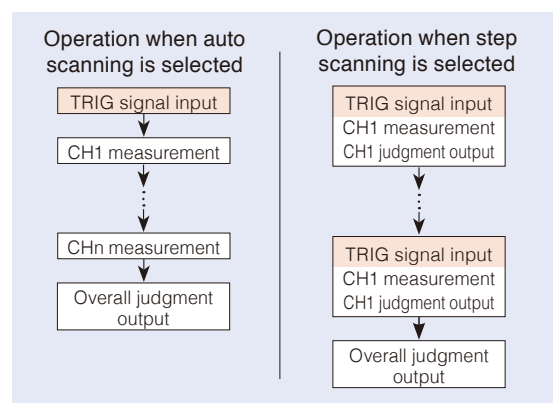 Operation when auto
scanning is selected
TRIG signal input
CH1 measurement
CHn measurement
Overall judgment
output
Operation when step
scanning is selected
TRIG signal input
CH1 measurement
CH1 judgment output
TRIG signal input
CH1 measurement
CH1 judgment output
Overall judgment
output